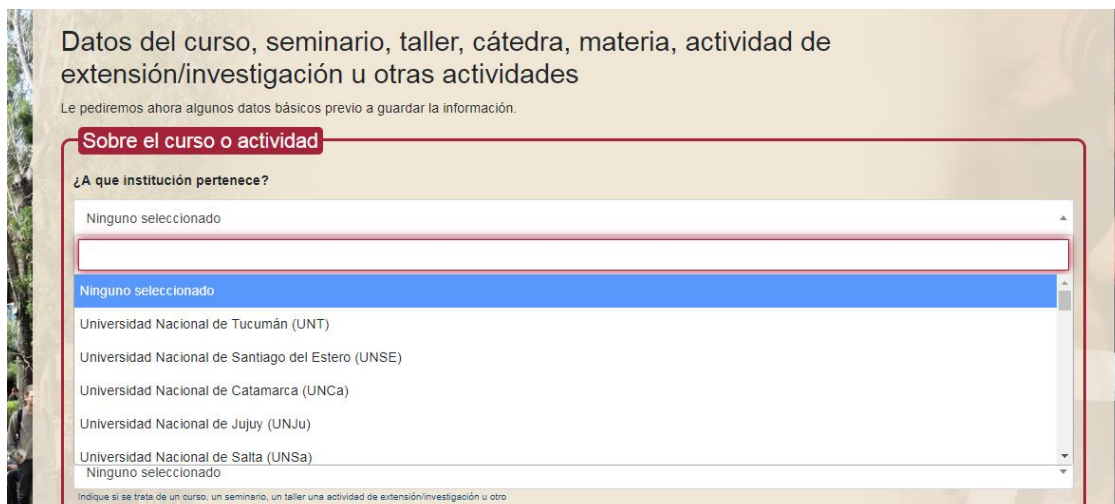 Datos del curso, seminario, taller, cátedra, materia, actividad de
extensión/investigación u otras actividades
Le pediremos ahora algunos datos básicos previo a guardar la información.
Sobre el curso o actividad
¿A que institución pertenece?
Ninguno seleccionado
Ninguno seleccionado
Universidad Nacional de Tucumán (UNT)
Universidad Nacional de Santiago del Estero (UNSE)
Universidad Nacional de Catamarca (UNCa)
Universidad Nacional de Jujuy (UNJu)
Universidad Nacional de Salta (UNSa)
Ninguno seleccionado
Indique si se trata de un curso, un seminario, un taller una actividad de extensión/investigación u otro